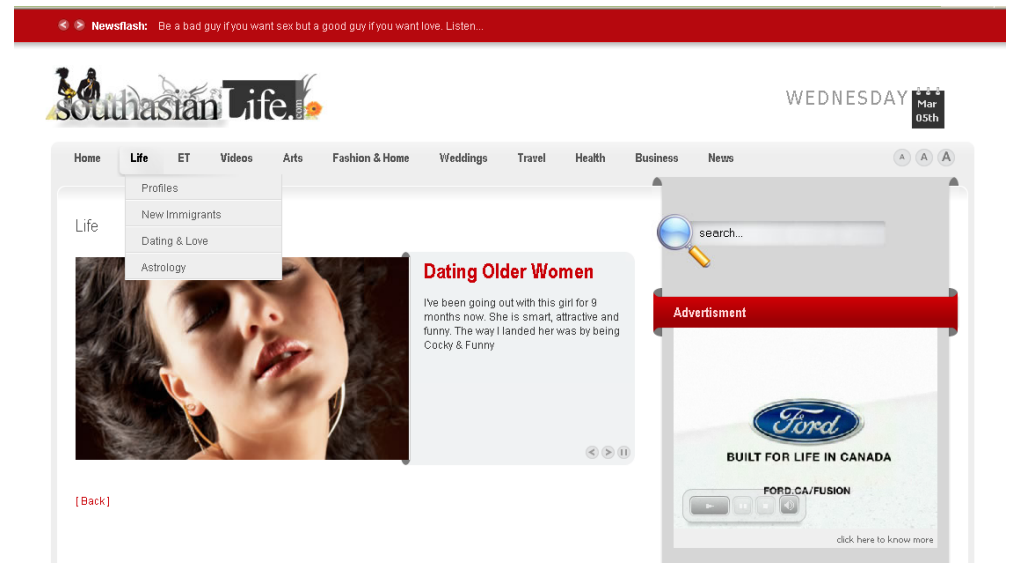 Newsflash: Be a bad guy if you want sex but a good guy if you want love. Listen...
southasian Life.com
WEDNESDAY Mar
05th
Home Life ET Videos Arts Fashion & Home Weddings Travel Health Business News A A A
Profiles
New Immigrants
Dating & Love
Astrology
Life
search...
Dating Older Women
I've been going out with this girl for 9
months now. She is smart, attractive and
funny. The way I landed her was by being
Cocky & Funny
[ Back ]
Advertisment
Ford
BUILT FOR LIFE IN CANADA
FORD.CA/FUSION
click here to know more